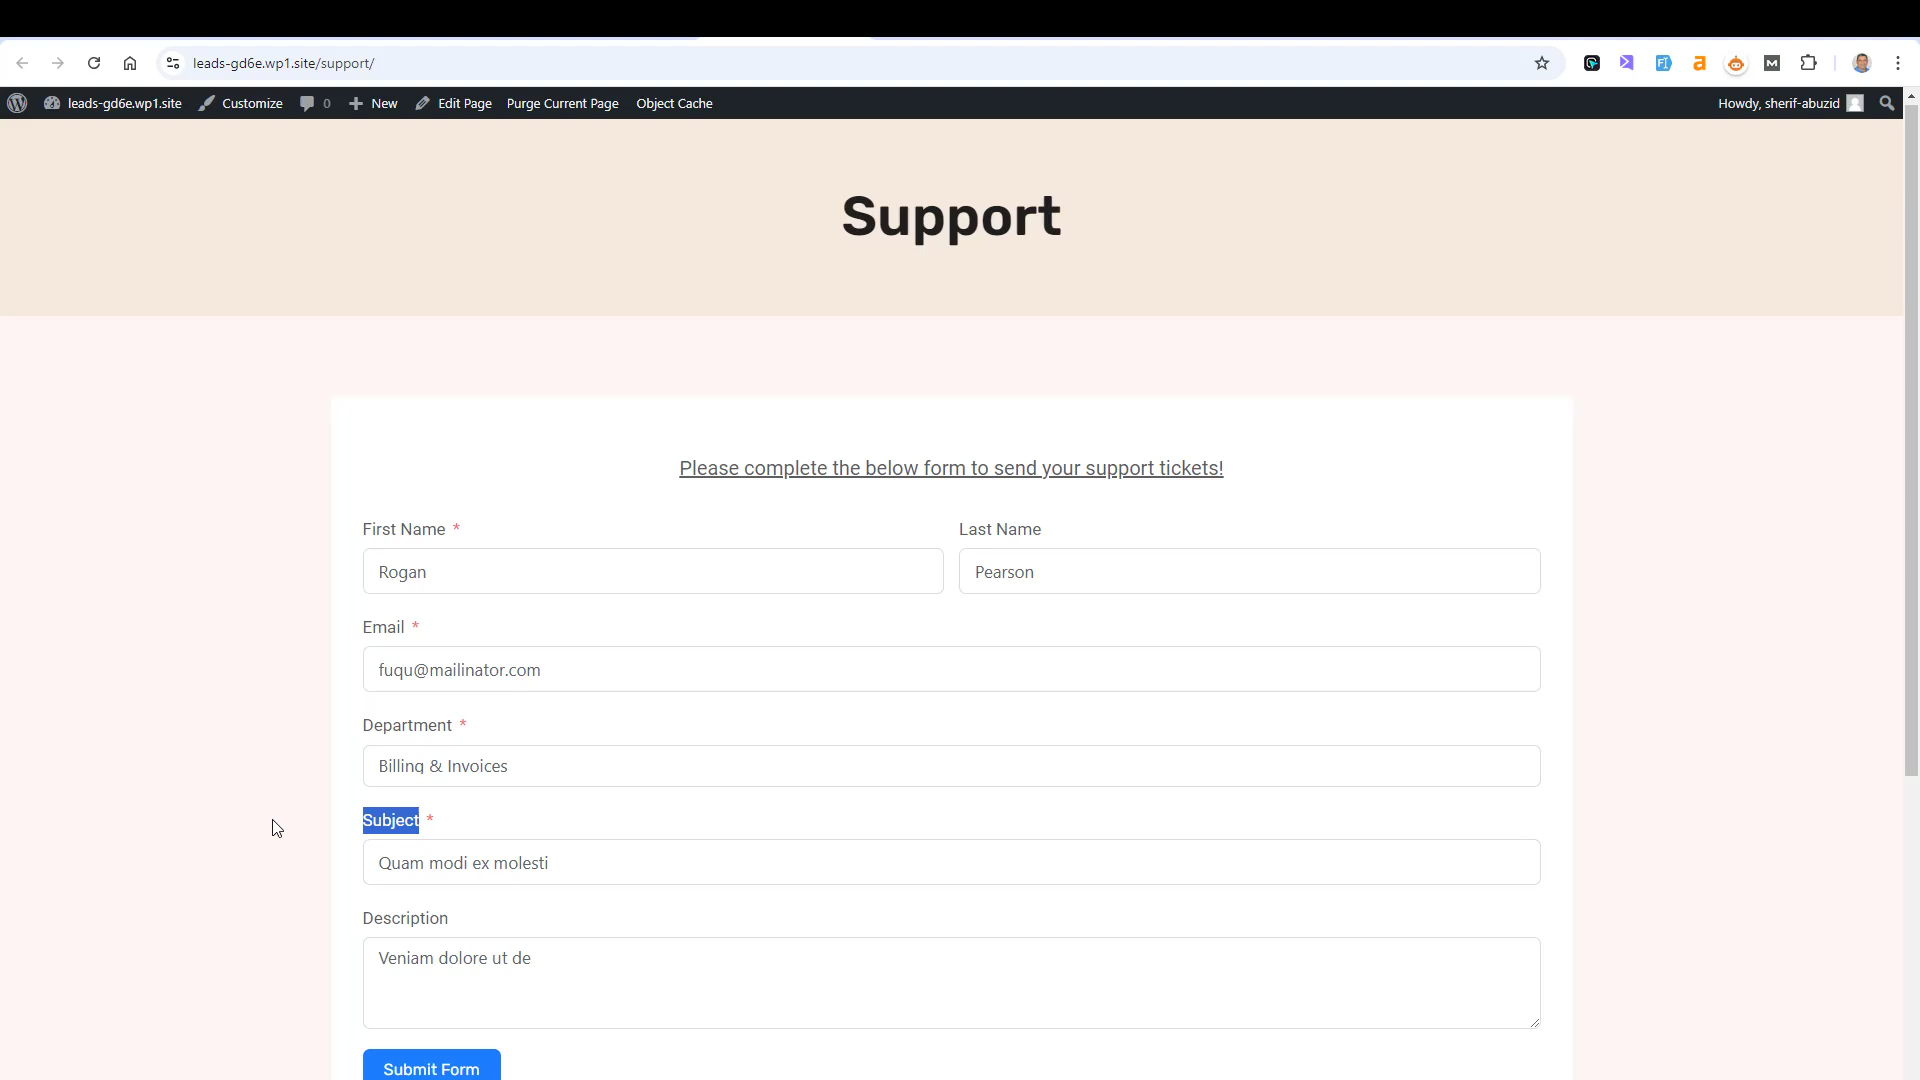 leads-gd6e.wp1.site/support/
leads-gd6e.wp1.site Customize 0 New Edit Page Purge Current Page Object Cache Howdy, sherif-abuzid
Support
Please complete the below form to send your support tickets!
First Name * Last Name
Rogan Pearson
Email *
fuqu@mailinator.com
Department *
Billing & Invoices
Subject *
Quam modi ex molesti
Description
Veniam dolore ut de
Submit Form